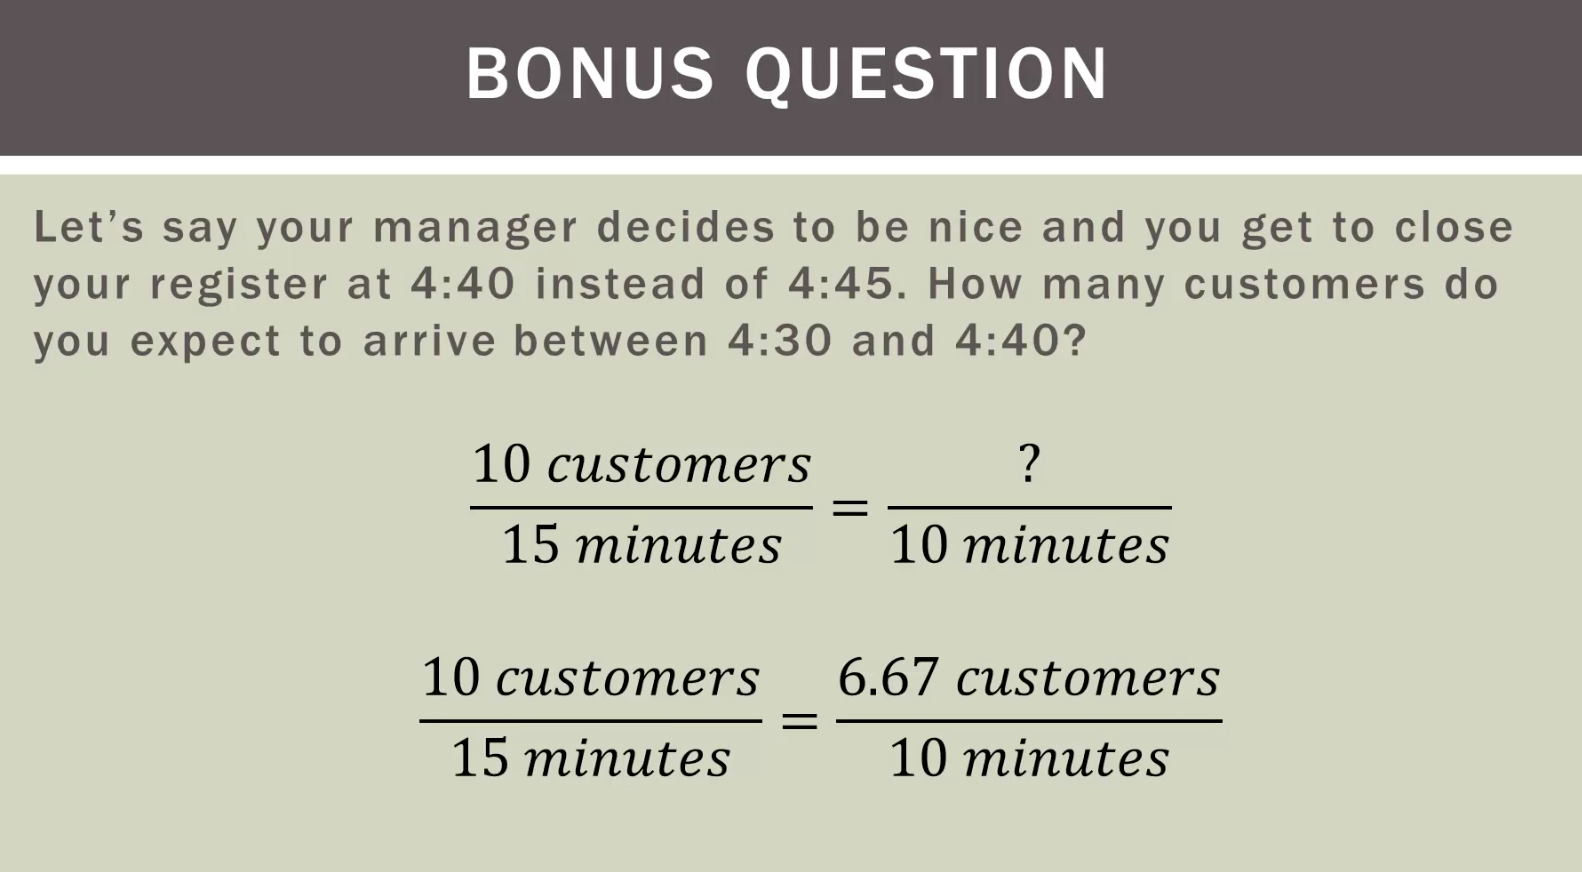 BONUS QUESTION
Let's say your manager decides to be nice and you get to close
your register at 4:40 instead of 4:45. How many customers do
you expect to arrive between 4:30 and 4:40?
10 customers / 15 minutes = ? / 10 minutes
10 customers / 15 minutes = 6.67 customers / 10 minutes